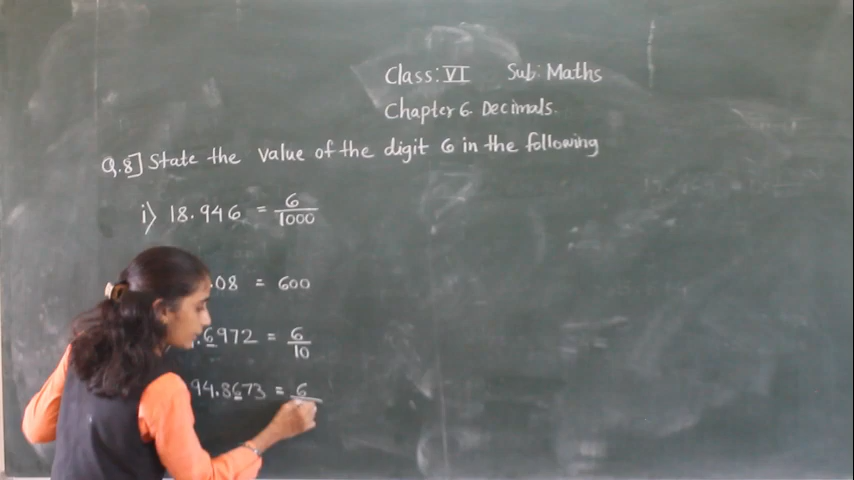 Class: VI Sub: Maths
Chapter 6. Decimals.
Q.8] State the value of the digit 6 in the following
i) 18.946 = 6/1000
.08 = 600
.6972 = 6/10
94.8673 = 6/